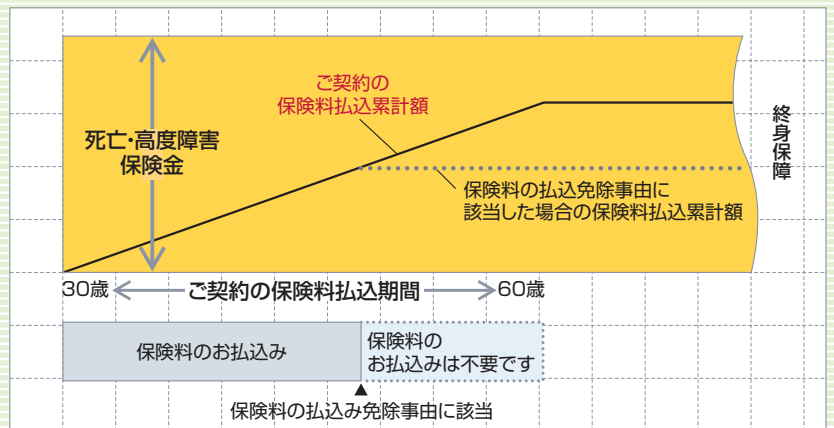 ご契約の
保険料払込累計額
死亡・高度障害
保険金
保険料の払込免除事由に
該当した場合の保険料払込累計額
終身保障
30歳
ご契約の保険料払込期間
60歳
保険料のお払込み
保険料の
お払込みは不要です
▲
保険料の払込み免除事由に該当